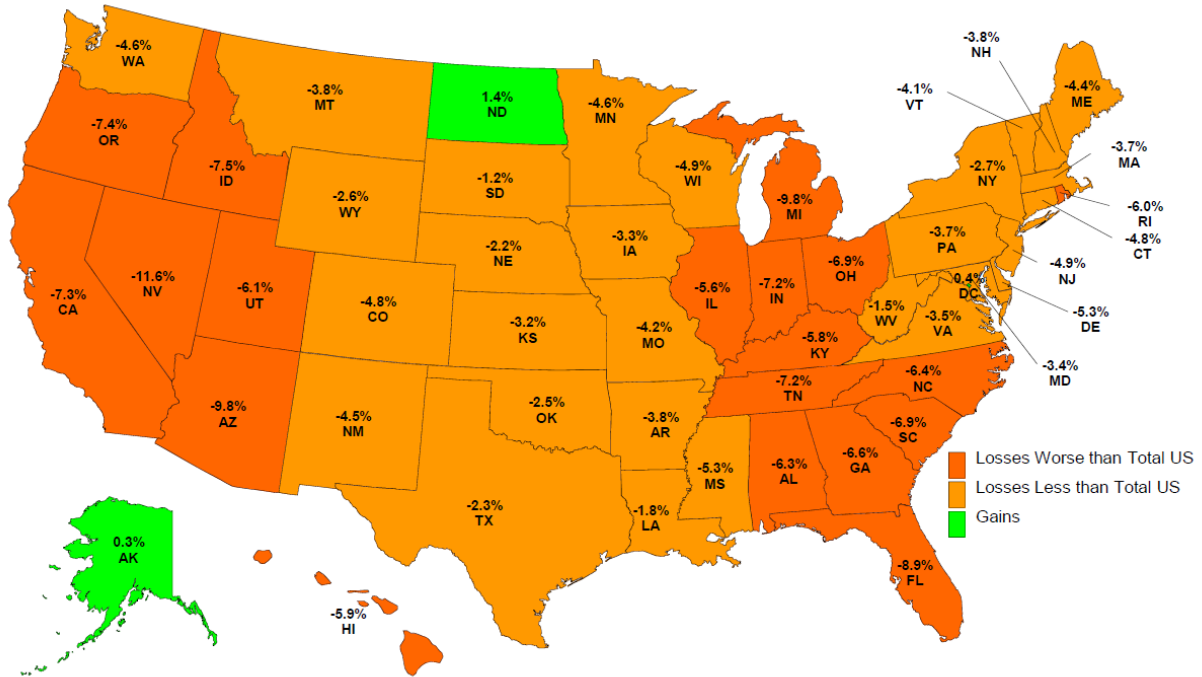 -4.6%
WA
-7.4%
OR
-7.3%
CA
-11.6%
NV
-7.5%
ID
-3.8%
MT
-2.6%
WY
-6.1%
UT
-4.8%
CO
-9.8%
AZ
-4.5%
NM
1.4%
ND
-1.2%
SD
-2.2%
NE
-3.2%
KS
-2.5%
OK
-2.3%
TX
-4.6%
MN
-3.3%
IA
-4.2%
MO
-3.8%
AR
-1.8%
LA
-4.9%
WI
-5.6%
IL
-9.8%
MI
-7.2%
IN
-6.9%
OH
-5.8%
KY
-7.2%
TN
-5.3%
MS
-6.3%
AL
-6.6%
GA
-8.9%
FL
-6.9%
SC
-6.4%
NC
-3.5%
VA
-1.5%
WV
0.4%
DC
-3.7%
PA
-2.7%
NY
-4.1%
VT
-3.8%
NH
-4.4%
ME
-3.7%
MA
-6.0%
RI
-4.8%
CT
-4.9%
NJ
-5.3%
DE
-3.4%
MD
0.3%
AK
-5.9%
HI
Losses Worse than Total US
Losses Less than Total US
Gains